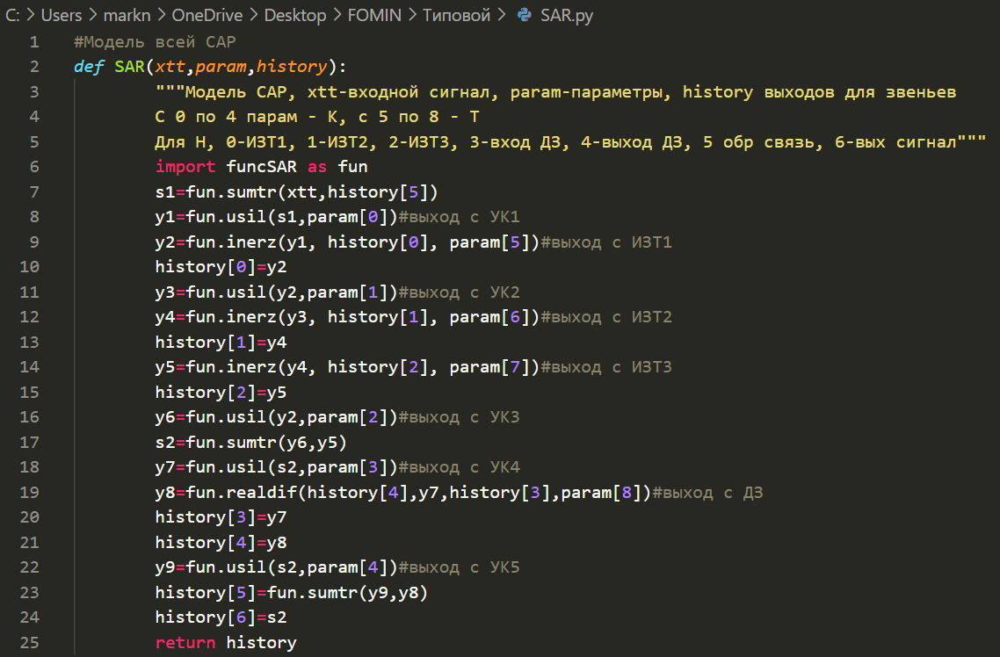 C: > Users > markn > OneDrive > Desktop > FOMIN > Типовой > SAR.py
1 #Модель всей САР
2 def SAR(xtt,param,history):
3 """Модель САР, xtt-входной сигнал, param-параметры, history выходов для звеньев
4 С 0 по 4 парам - К, с 5 по 8 - Т
5 Для Н, 0-ИЗТ1, 1-ИЗТ2, 2-ИЗТ3, 3-вход ДЗ, 4-выход ДЗ, 5 обр связь, 6-вых сигнал"""
6 import funcSAR as fun
7 s1=fun.sumtr(xtt,history[5])
8 y1=fun.usil(s1,param[0])#выход с УК1
9 y2=fun.inerz(y1, history[0], param[5])#выход с ИЗТ1
10 history[0]=y2
11 y3=fun.usil(y2,param[1])#выход с УК2
12 y4=fun.inerz(y3, history[1], param[6])#выход с ИЗТ2
13 history[1]=y4
14 y5=fun.inerz(y4, history[2], param[7])#выход с ИЗТ3
15 history[2]=y5
16 y6=fun.usil(y2,param[2])#выход с УК3
17 s2=fun.sumtr(y6,y5)
18 y7=fun.usil(s2,param[3])#выход с УК4
19 y8=fun.realdif(history[4],y7,history[3],param[8])#выход с ДЗ
20 history[3]=y7
21 history[4]=y8
22 y9=fun.usil(s2,param[4])#выход с УК5
23 history[5]=fun.sumtr(y9,y8)
24 history[6]=s2
25 return history